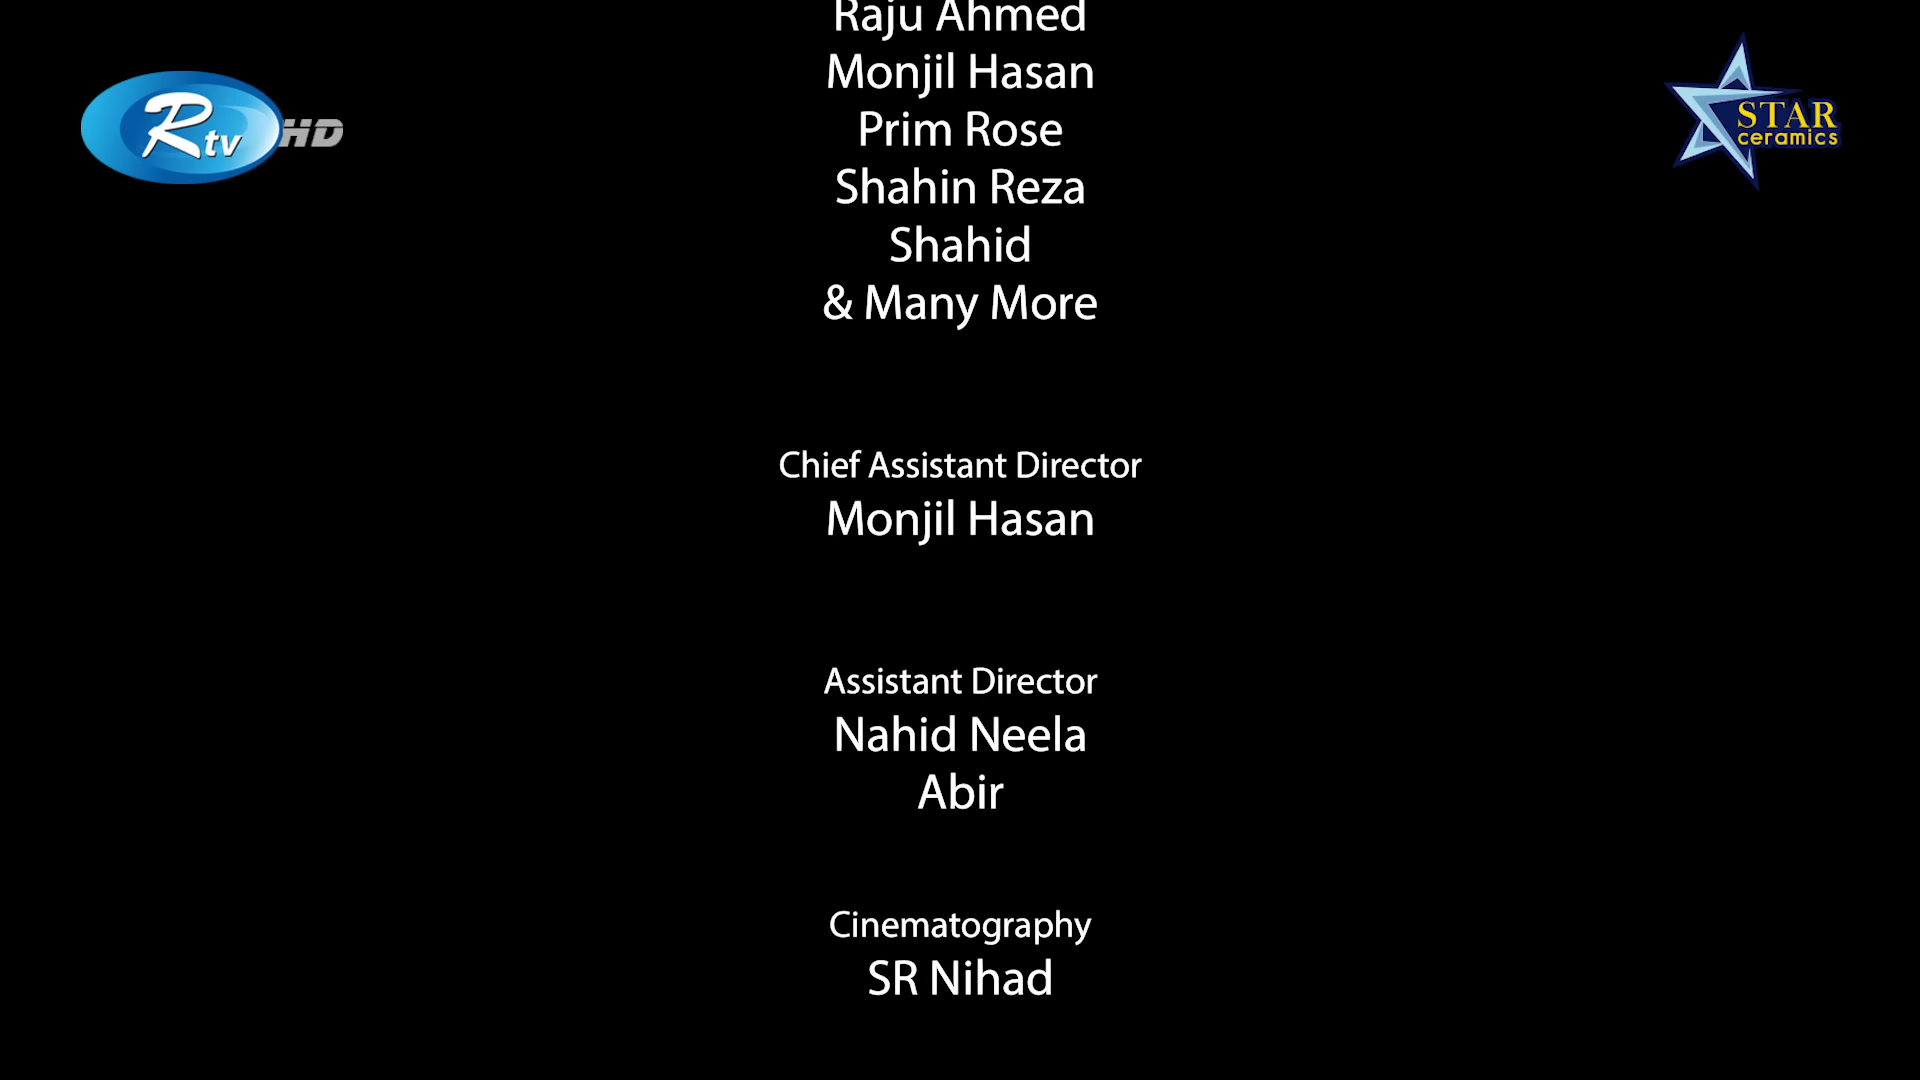 Raju Ahmed
Monjil Hasan
Prim Rose
Shahin Reza
Shahid
& Many More
Rtv HD
STAR
ceramics
Chief Assistant Director
Monjil Hasan
Assistant Director
Nahid Neela
Abir
Cinematography
SR Nihad